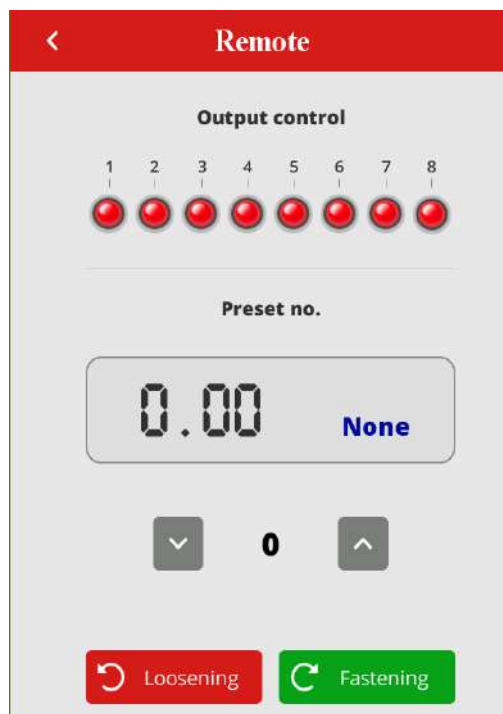 Remote
Output control
1 2 3 4 5 6 7 8
Preset no.
0.00 None
0
Loosening Fastening